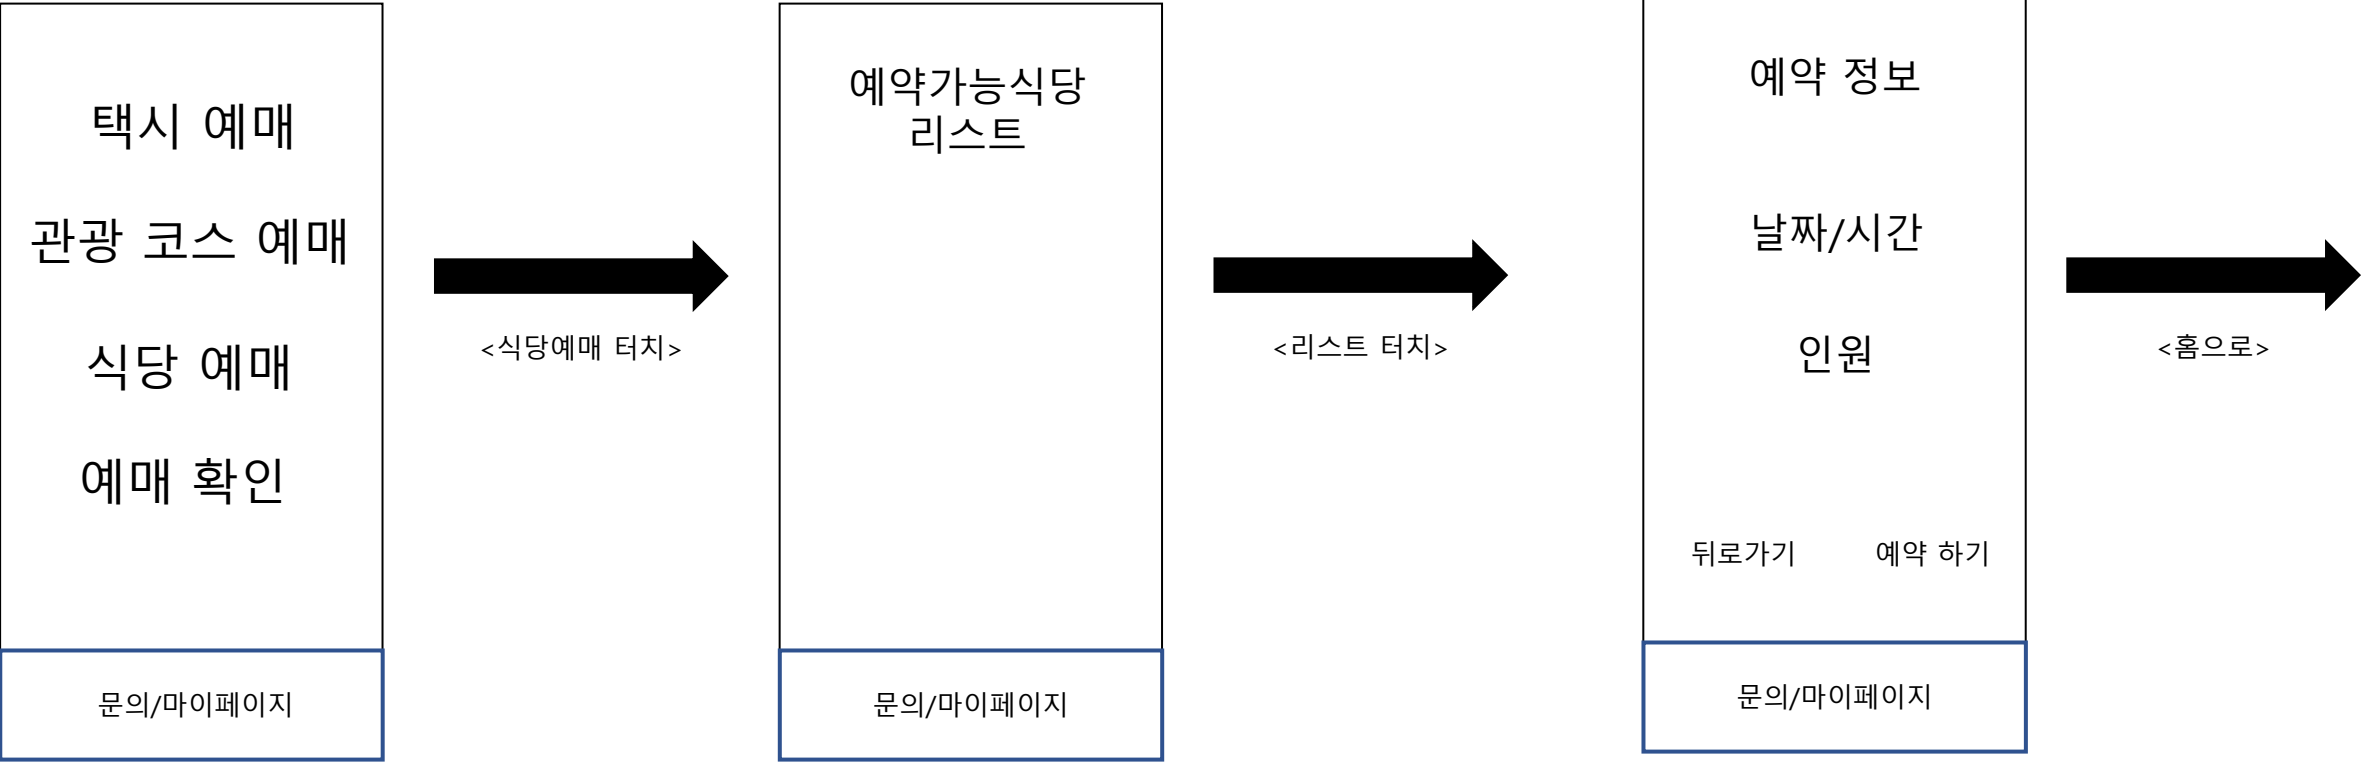 택시 예매
관광 코스 예매
식당 예매
예매 확인
문의/마이페이지
<식당예매 터치>
예약가능식당
리스트
문의/마이페이지
<리스트 터치>
예약 정보
날짜/시간
인원
뒤로가기 예약 하기
문의/마이페이지
<홈으로>